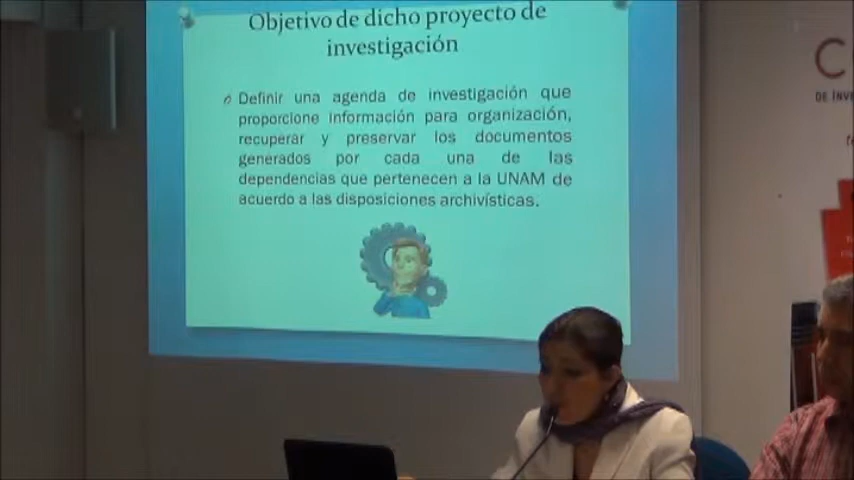 Objetivo de dicho proyecto de
investigación
Definir una agenda de investigación que
proporcione información para organización,
recuperar y preservar los documentos
generados por cada una de las
dependencias que pertenecen a la UNAM de
acuerdo a las disposiciones archivísticas.
C
DE INVE